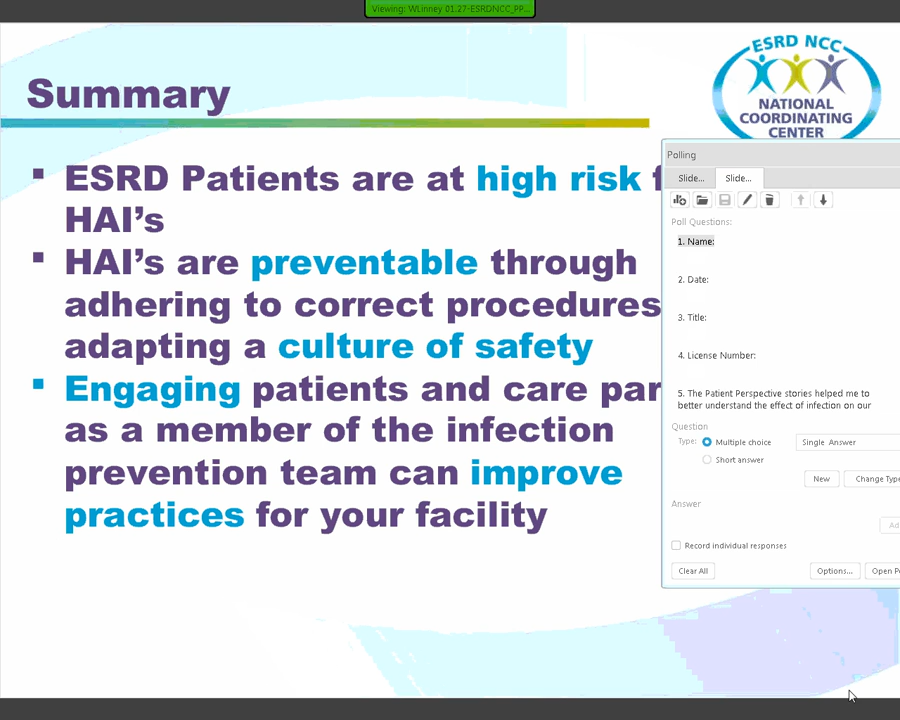 Viewing: WLinney 01.27-ESRDNCC_PP...
Summary
ESRD NCC
NATIONAL
COORDINATING
CENTER
▪ ESRD Patients are at high risk f
HAI's
▪ HAI's are preventable through
adhering to correct procedures
adapting a culture of safety
▪ Engaging patients and care par
as a member of the infection
prevention team can improve
practices for your facility
Polling
Slide... Slide...
Poll Questions:
1. Name:
2. Date:
3. Title:
4. License Number:
5. The Patient Perspective stories helped me to
better understand the effect of infection on our
Question
Type: Multiple choice Single Answer
Short answer
New Change Type
Answer
Ad
Record individual responses
Clear All Options... Open Po